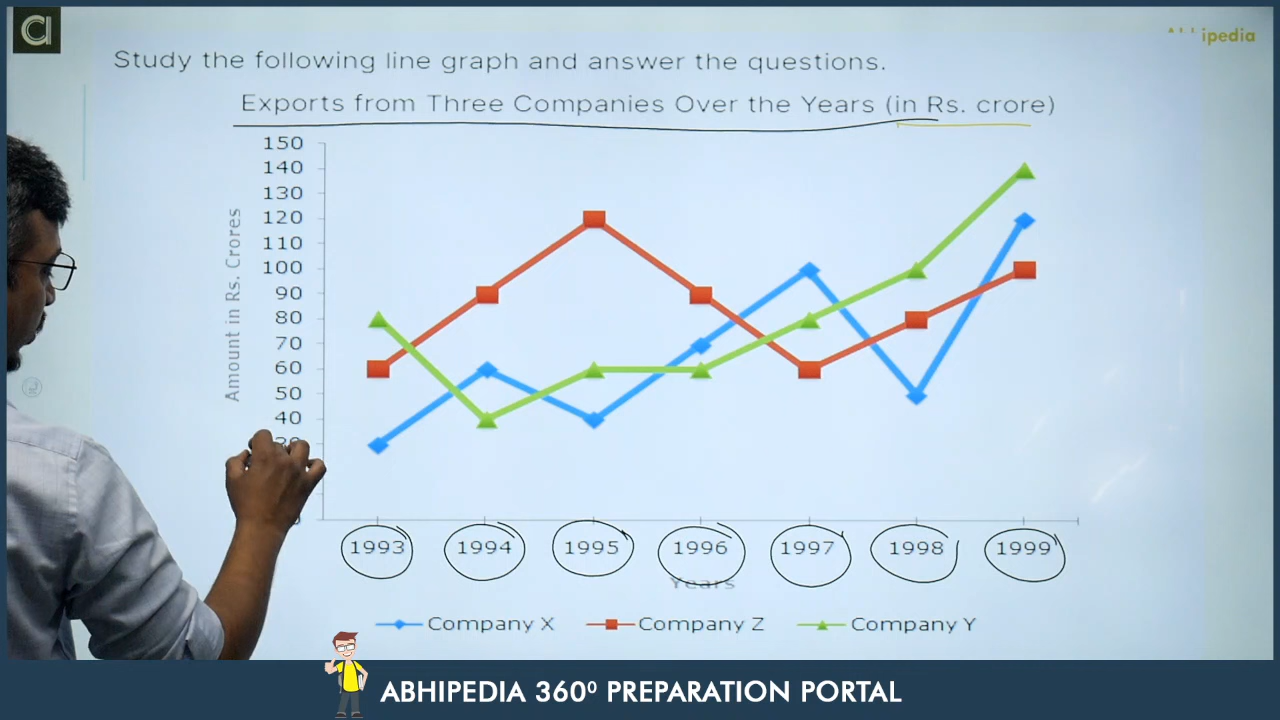 a
ipedia
Study the following line graph and answer the questions.
Exports from Three Companies Over the Years (in Rs. crore)
Amount in Rs. Crores
150
140
130
120
110
100
90
80
70
60
50
40
1993 1994 1995 1996 1997 1998 1999
Years
Company X Company Z Company Y
ABHIPEDIA 360⁰ PREPARATION PORTAL